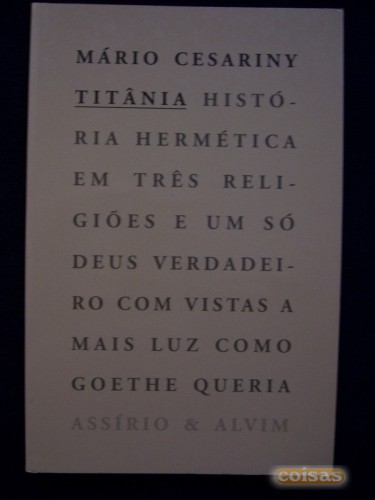 MÁRIO CESARINY
TITÂNIA HISTÓ-
RIA HERMÉTICA
EM TRÊS RELI-
GIÕES E UM SÓ
DEUS VERDADEI-
RO COM VISTAS A
MAIS LUZ COMO
GOETHE QUERIA
ASSÍRIO & ALVIM
coisas